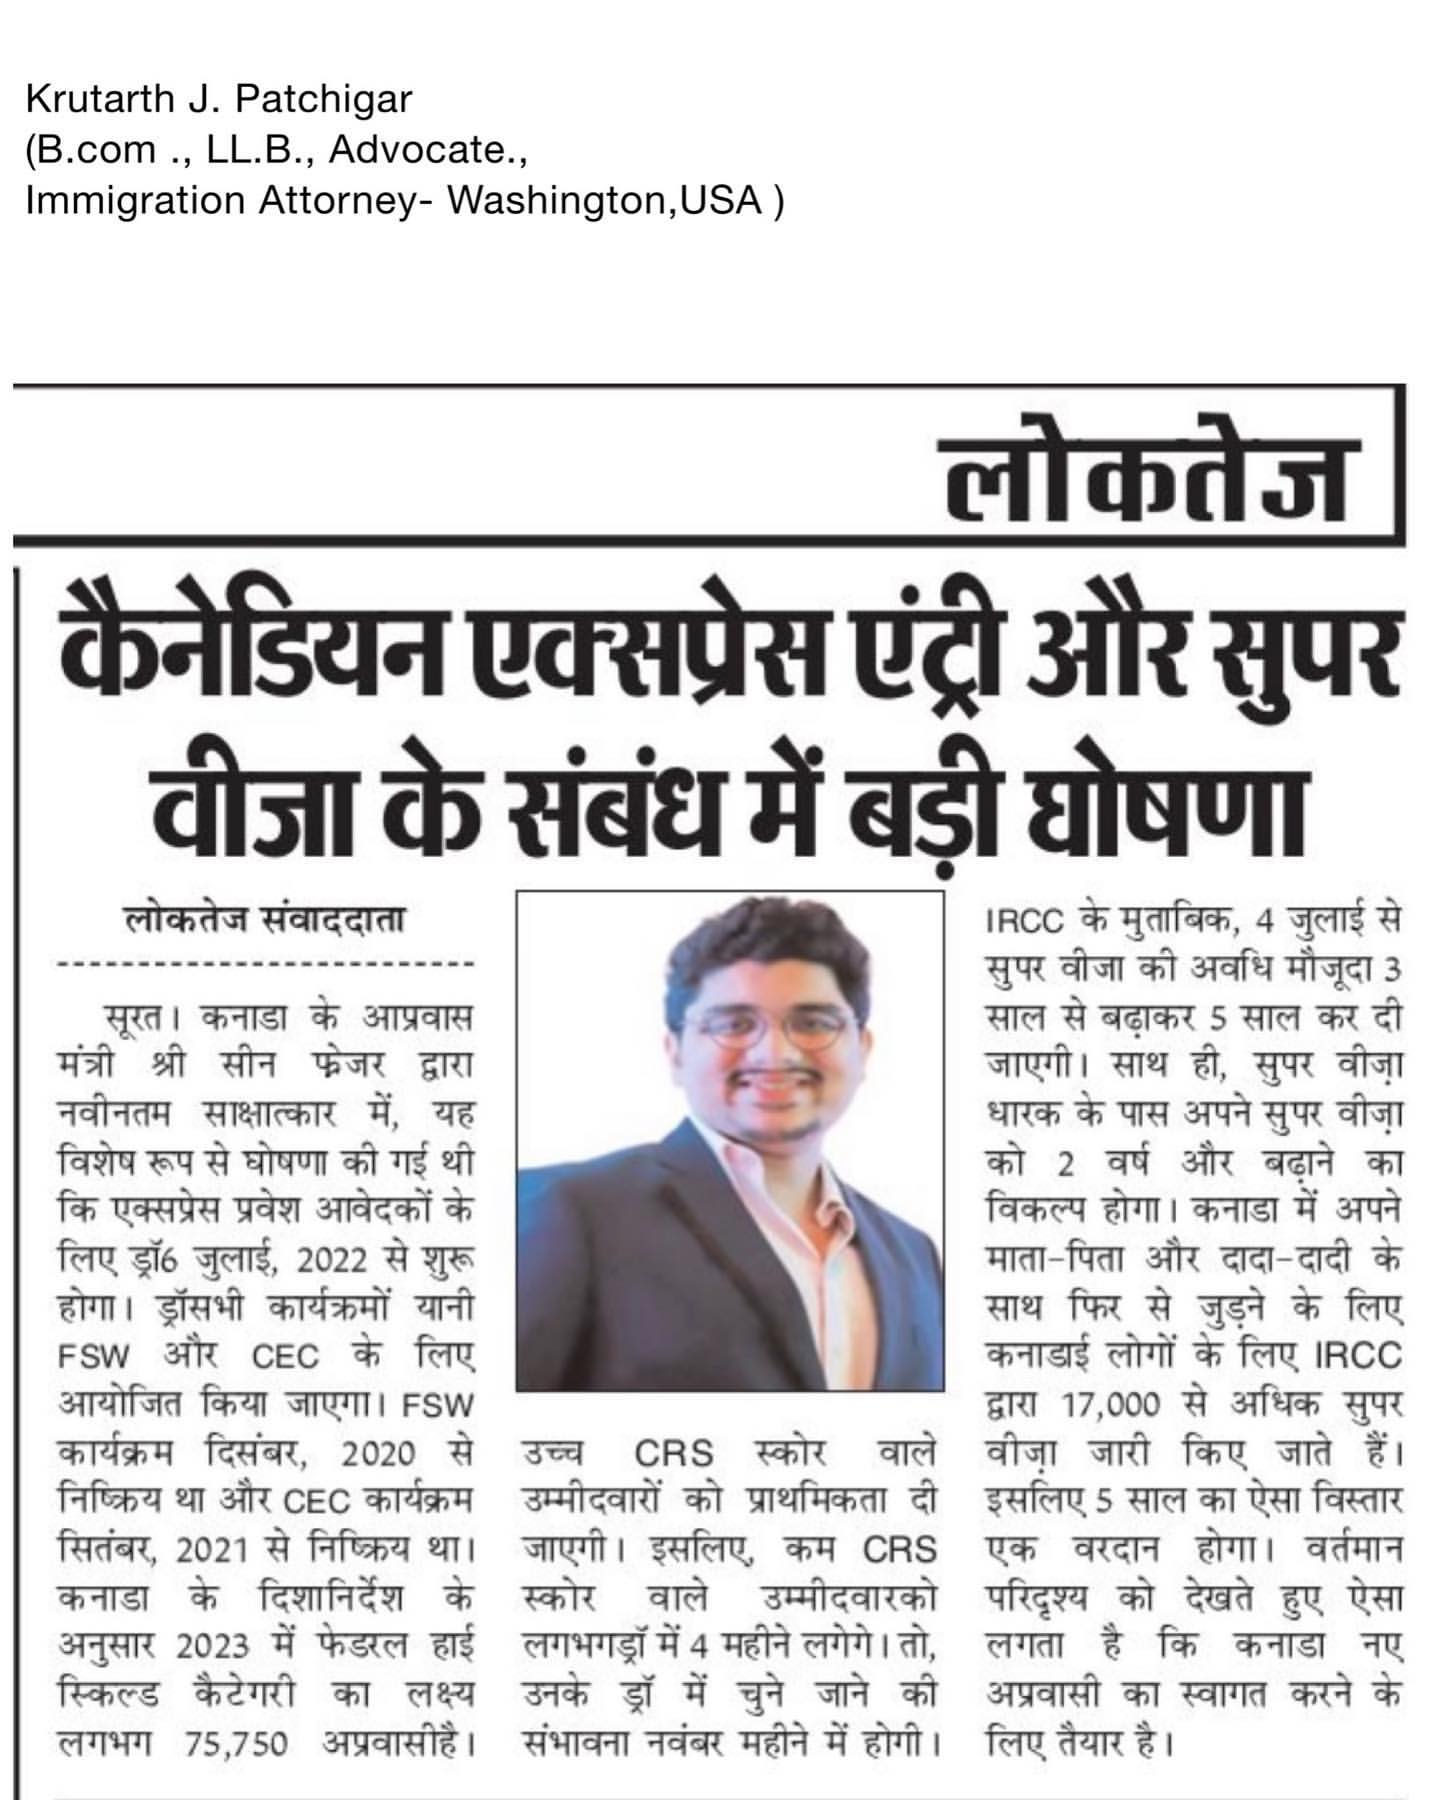 Krutarth J. Patchigar
(B.com ., LL.B., Advocate.,
Immigration Attorney- Washington,USA )
लोकतेज
कैनेडियन एक्सप्रेस एंट्री और सुपर
वीजा के संबंध में बड़ी घोषणा
लोकतेज संवाददाता
सूरत। कनाडा के आप्रवास
मंत्री श्री सीन फ्रेजर द्वारा
नवीनतम साक्षात्कार में, यह
विशेष रूप से घोषणा की गई थी
कि एक्सप्रेस प्रवेश आवेदकों के
लिए ड्रॉ6 जुलाई, 2022 से शुरू
होगा। ड्रॉसभी कार्यक्रमों यानी
FSW और CEC के लिए
आयोजित किया जाएगा। FSW
कार्यक्रम दिसंबर, 2020 से
निष्क्रिय था और CEC कार्यक्रम
सितंबर, 2021 से निष्क्रिय था।
कनाडा के दिशानिर्देश के
अनुसार 2023 में फेडरल हाई
स्किल्ड कैटेगरी का लक्ष्य
लगभग 75,750 अप्रवासीहै।
उच्च CRS स्कोर वाले
उम्मीदवारों को प्राथमिकता दी
जाएगी। इसलिए, कम CRS
स्कोर वाले उम्मीदवारको
लगभगड्रॉ में 4 महीने लगेगे। तो,
उनके ड्रॉ में चुने जाने की
संभावना नवंबर महीने में होगी।
IRCC के मुताबिक, 4 जुलाई से
सुपर वीजा की अवधि मौजूदा 3
साल से बढ़ाकर 5 साल कर दी
जाएगी। साथ ही, सुपर वीज़ा
धारक के पास अपने सुपर वीज़ा
को 2 वर्ष और बढ़ाने का
विकल्प होगा। कनाडा में अपने
माता-पिता और दादा-दादी के
साथ फिर से जुड़ने के लिए
कनाडाई लोगों के लिए IRCC
द्वारा 17,000 से अधिक सुपर
वीज़ा जारी किए जाते हैं।
इसलिए 5 साल का ऐसा विस्तार
एक वरदान होगा। वर्तमान
परिदृश्य को देखते हुए ऐसा
लगता है कि कनाडा नए
अप्रवासी का स्वागत करने के
लिए तैयार है।